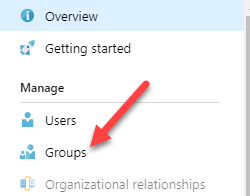 Overview
Getting started
Manage
Users
Groups
Organizational relationships